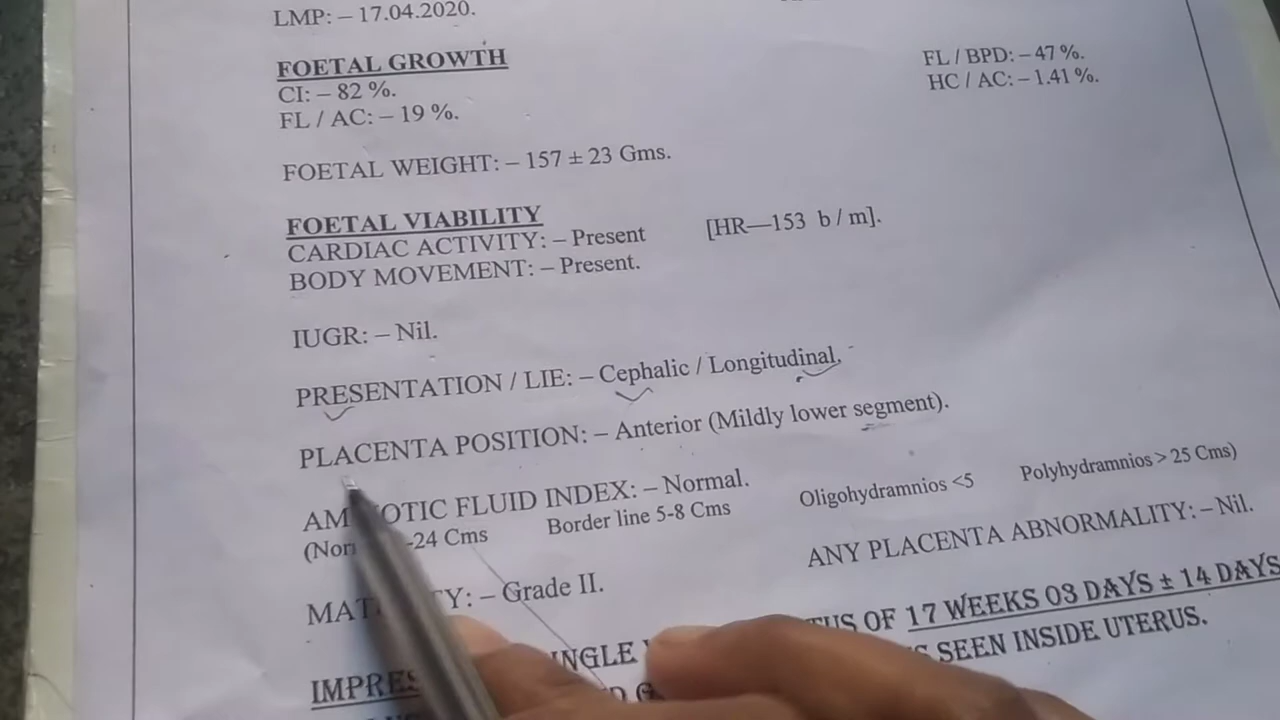 LMP: – 17.04.2020.
FOETAL GROWTH
CI: – 82 %.
FL / BPD: – 47 %.
FL / AC: – 19 %.
HC / AC: – 1.41 %.
FOETAL WEIGHT: – 157 ± 23 Gms.
FOETAL VIABILITY
CARDIAC ACTIVITY: – Present [HR—153 b / m].
BODY MOVEMENT: – Present.
IUGR: – Nil.
PRESENTATION / LIE: – Cephalic / Longitudinal,
PLACENTA POSITION: – Anterior (Mildly lower segment).
FLUID INDEX: – Normal.
-24 Cms Border line 5-8 Cms Oligohydramnios <5 Polyhydramnios > 25 Cms)
Grade II. ANY PLACENTA ABNORMALITY: – Nil.
OF 17 WEEKS 03 DAYS ± 14 DAYS
SEEN INSIDE UTERUS.